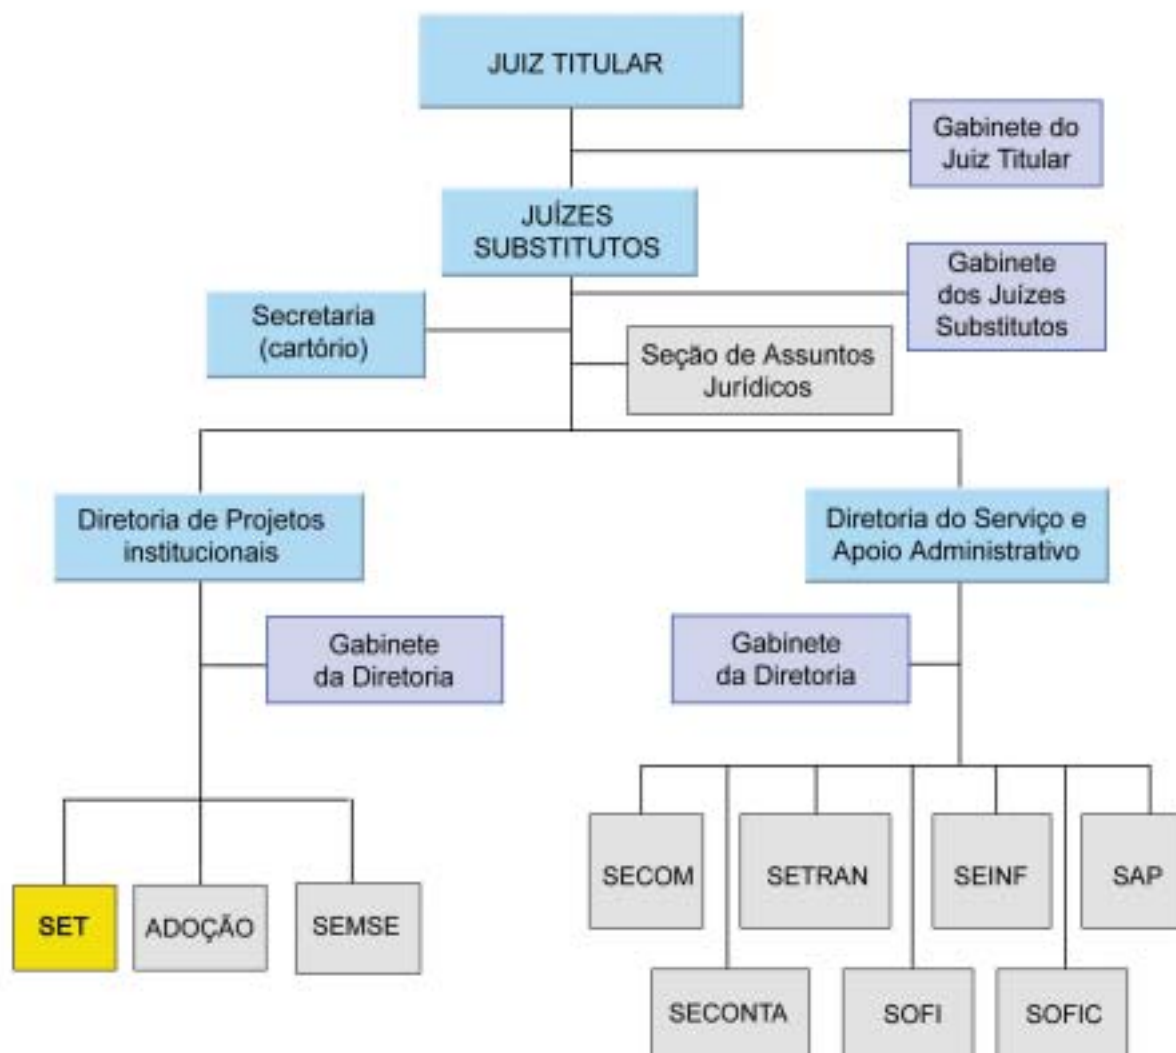 JUIZ TITULAR
Gabinete do
Juiz Titular
JUÍZES
SUBSTITUTOS
Gabinete
dos Juízes
Substitutos
Secretaria
(cartório)
Seção de Assuntos
Jurídicos
Diretoria de Projetos
institucionais
Diretoria do Serviço e
Apoio Administrativo
Gabinete
da Diretoria
Gabinete
da Diretoria
SECOM
SETRAN
SEINF
SAP
SET
ADOÇÃO
SEMSE
SECONTA
SOFI
SOFIC